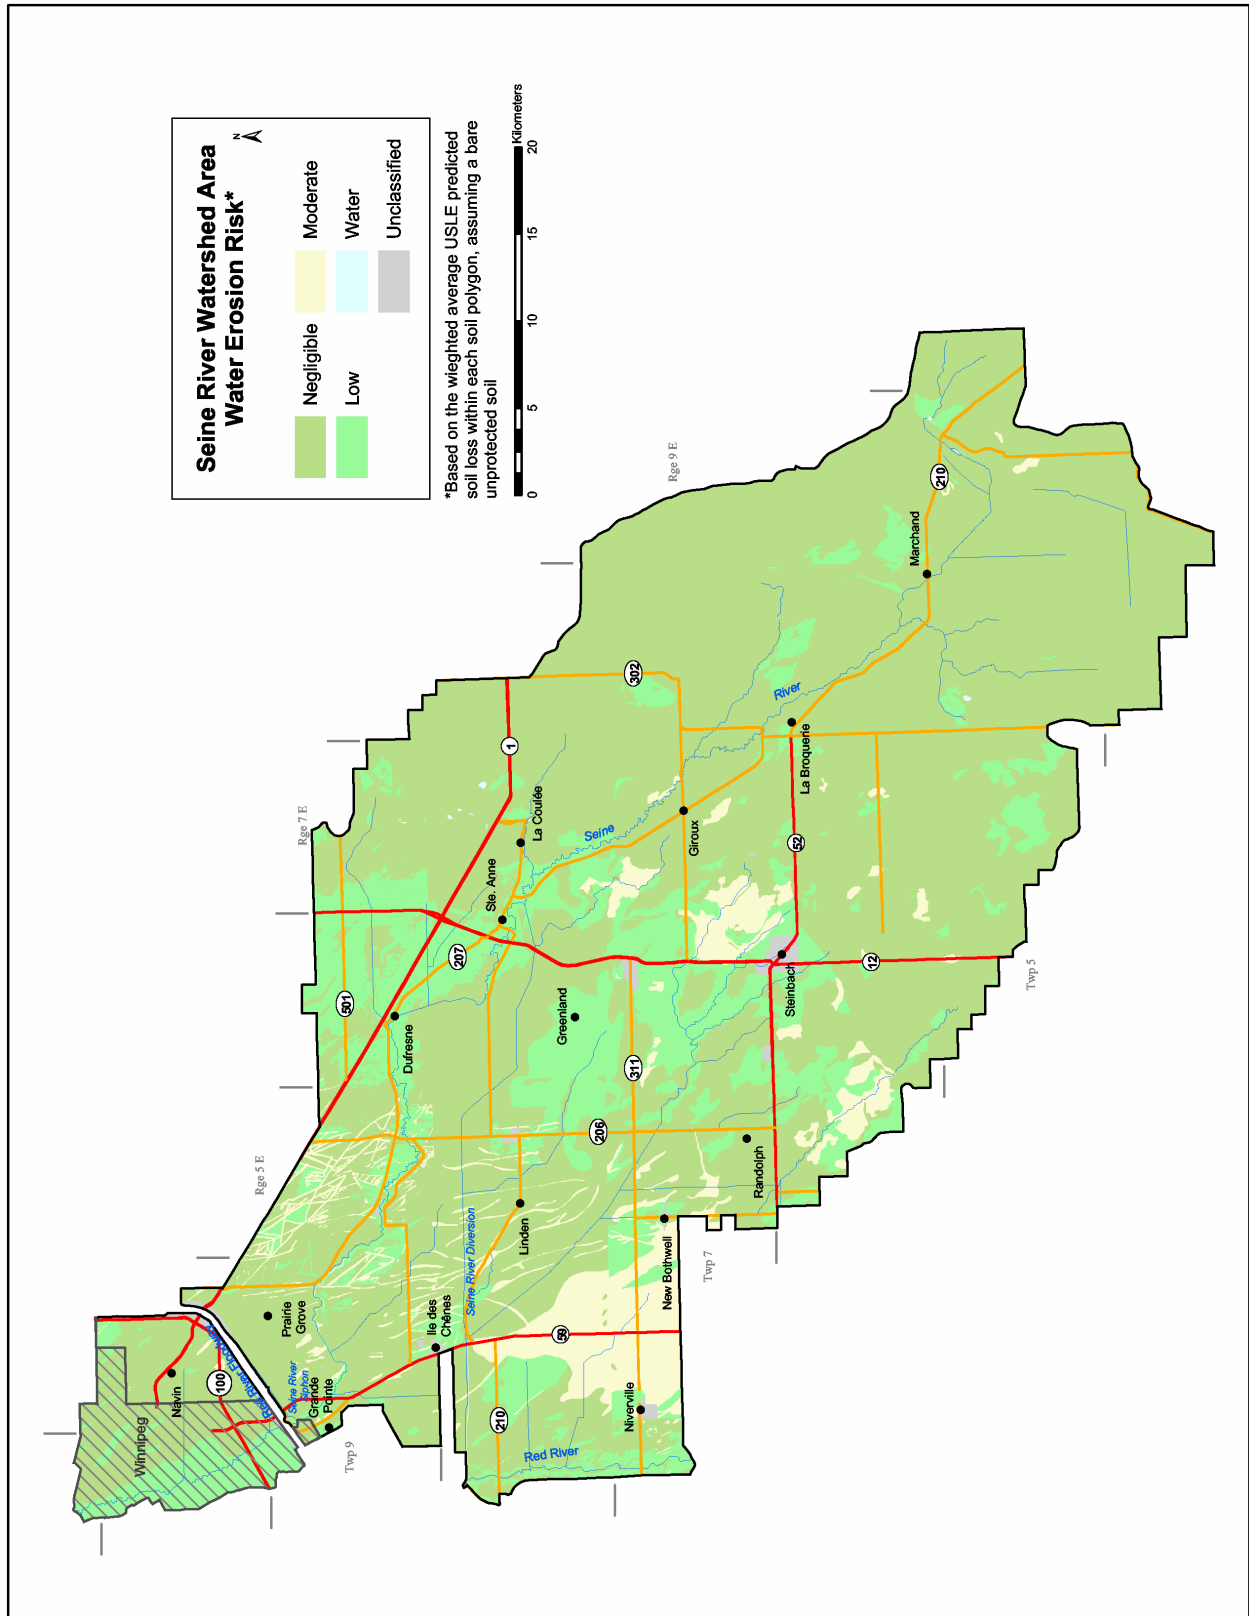 Seine River Watershed Area
Water Erosion Risk*
N
Negligible
Moderate
Low
Water
Unclassified
*Based on the wieghted average USLE predicted
soil loss within each soil polygon, assuming a bare
unprotected soil
0
5
10
15
20
Kilometers
Rge 9 E
Rge 7 E
Rge 5 E
Twp 9
Twp 7
Twp 5
Winnipeg
Navin
100
Red River Floodway
Prairie
Grove
Seine River
Siphon
Grande
Pointe
Ile des
Chênes
Seine River Diversion
Linden
59
210
Red River
Niverville
New Bothwell
Randolph
206
311
Greenland
Dufresne
501
207
Ste. Anne
La Coulée
1
Seine
302
Giroux
River
La Broquerie
52
Steinbach
12
Marchand
210